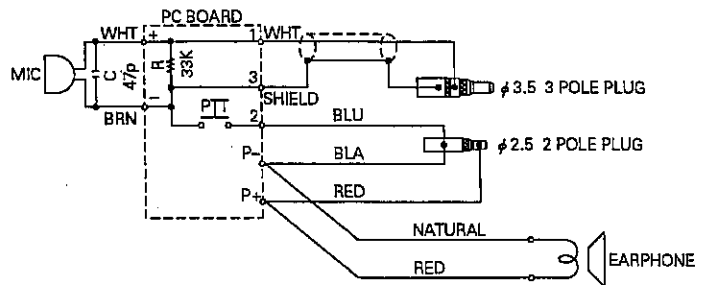 PC BOARD
WHT + 1 WHT
MIC
C 47p
R 33K
3
SHIELD
φ3.5 3 POLE PLUG
−
BRN
PTT
2
BLU
φ2.5 2 POLE PLUG
P−
BLA
P+
RED
NATURAL
RED
EARPHONE